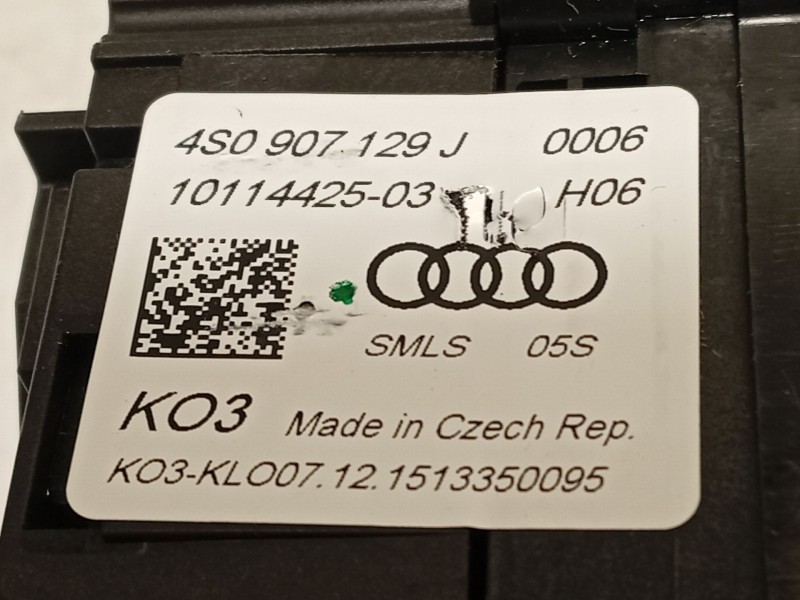 4S0 907 129 J 0006
10114425-03 H06
SMLS 05S
KO3 Made in Czech Rep.
KO3-KLO07.12.1513350095